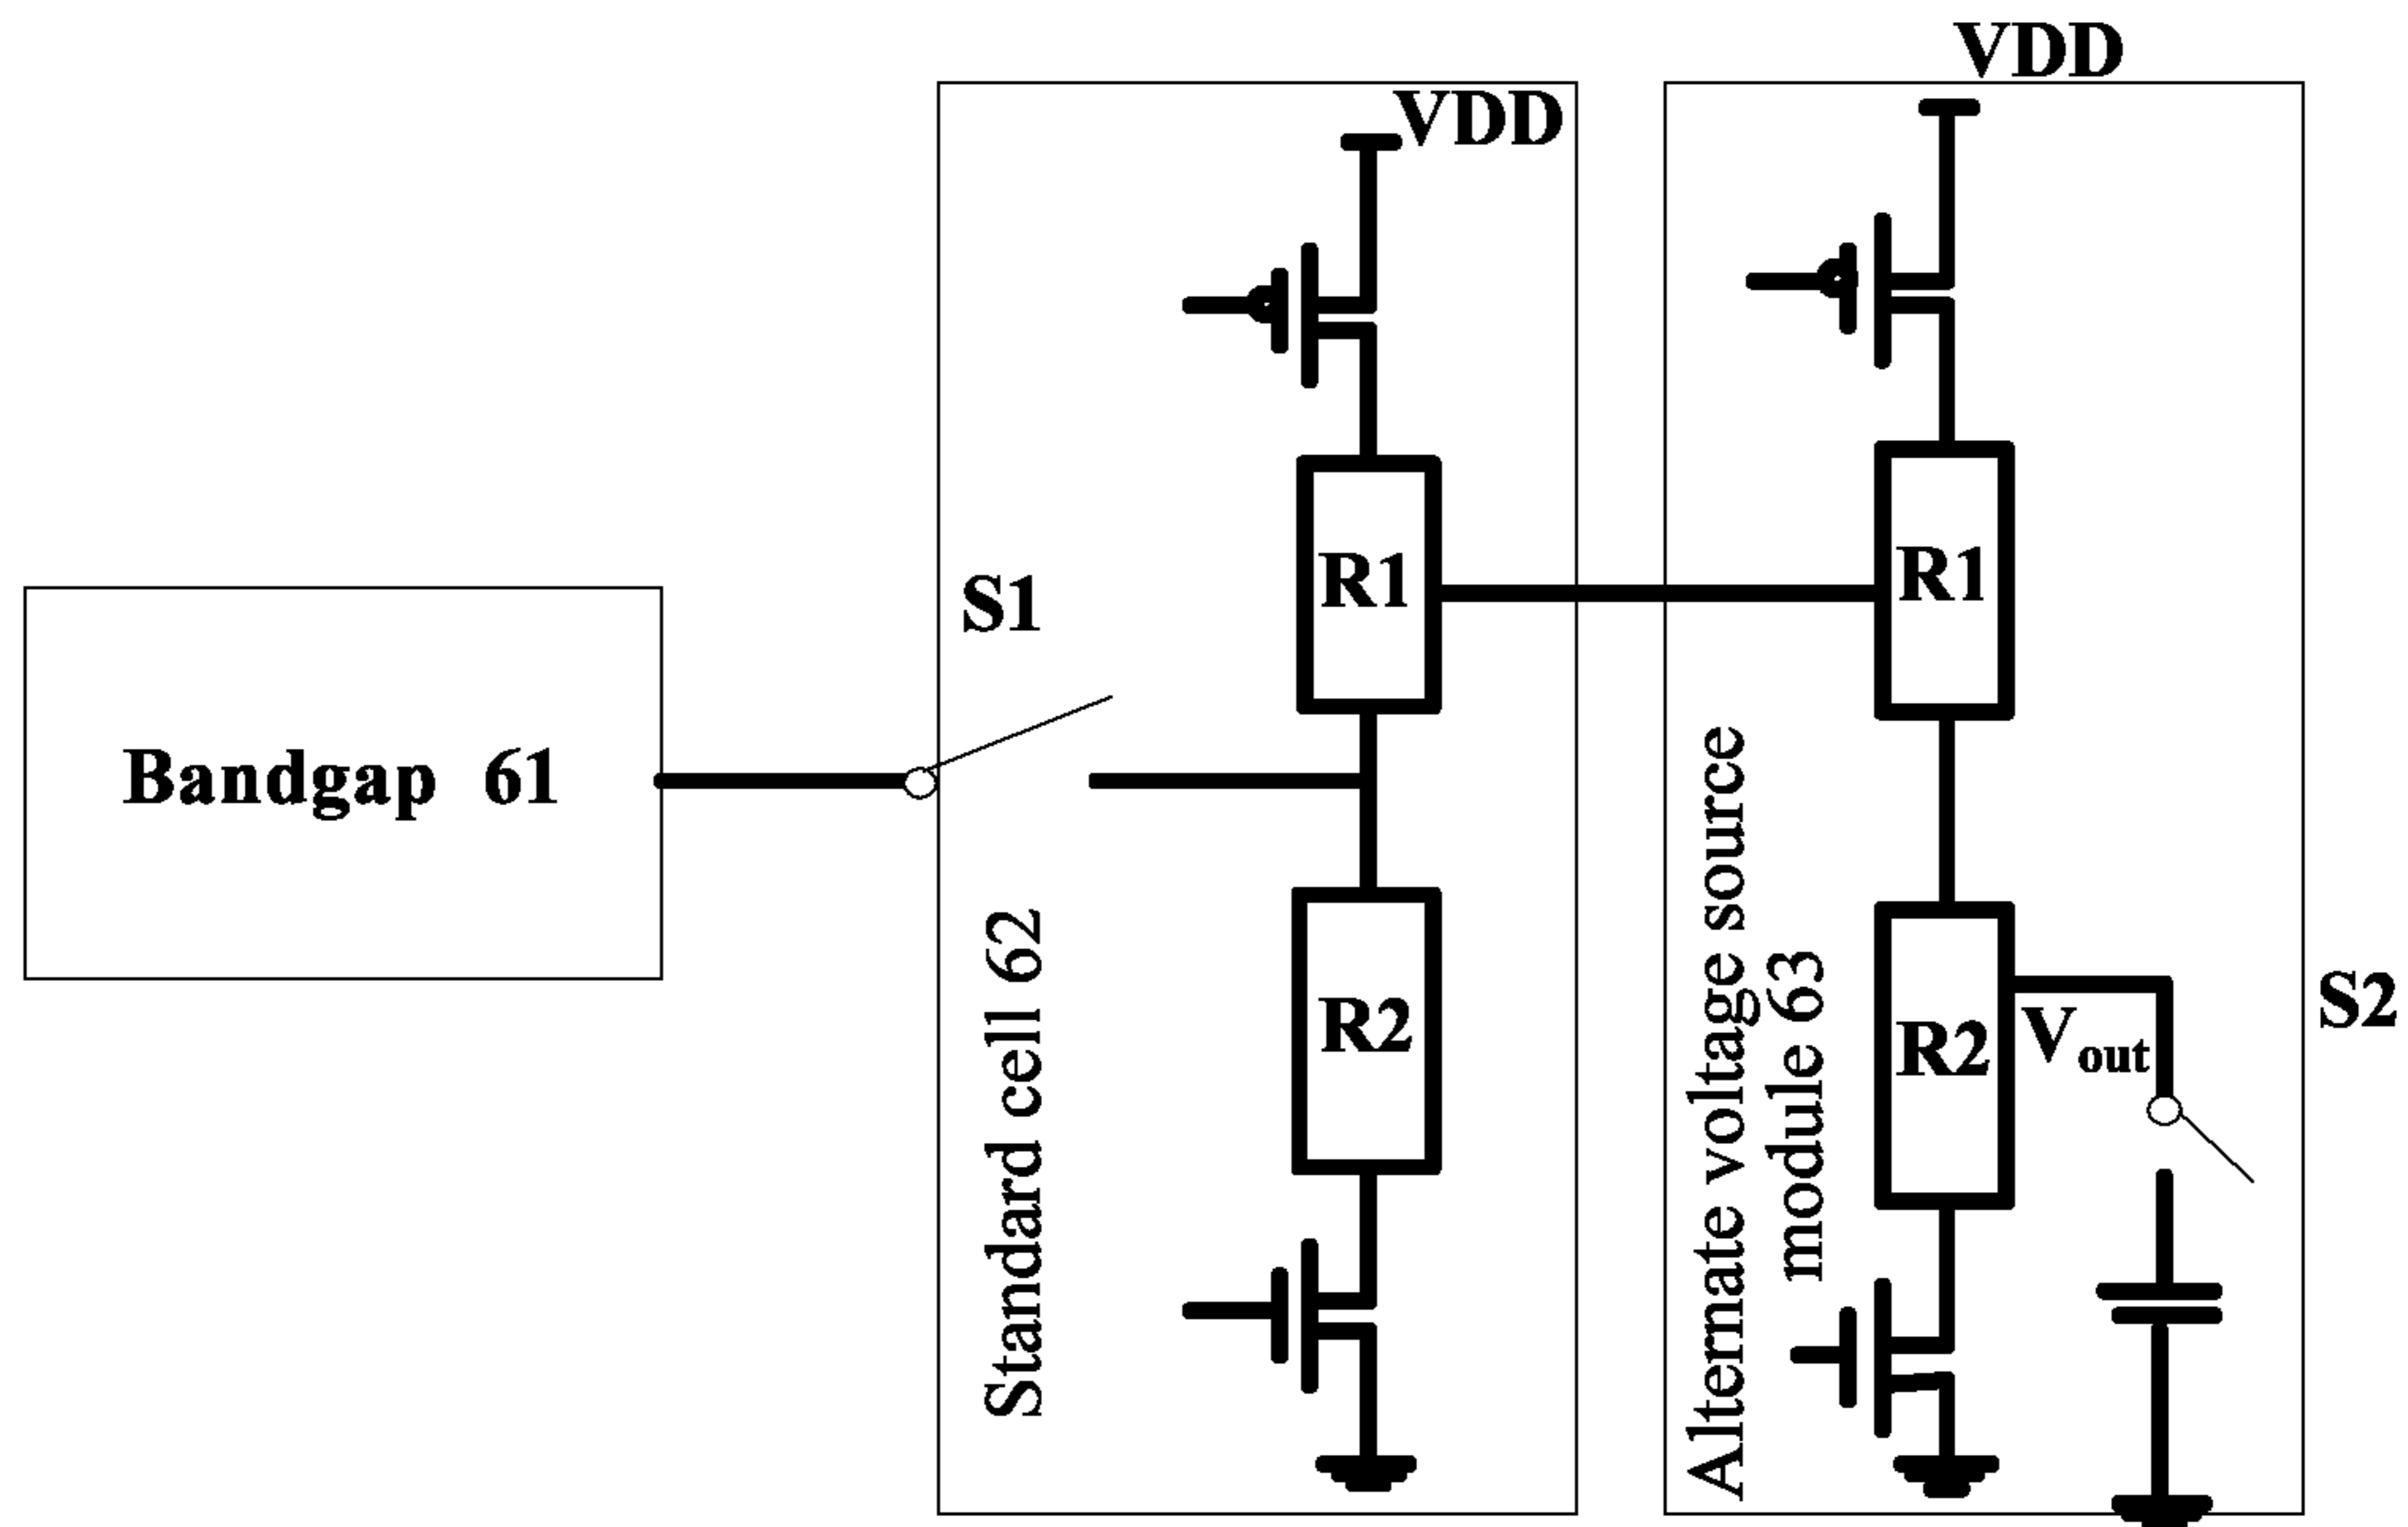 VDD
VDD
S1
R1
R1
Bandgap 61
Standard cell 62
R2
Alternate voltage source
module 63
R2
Vout
S2